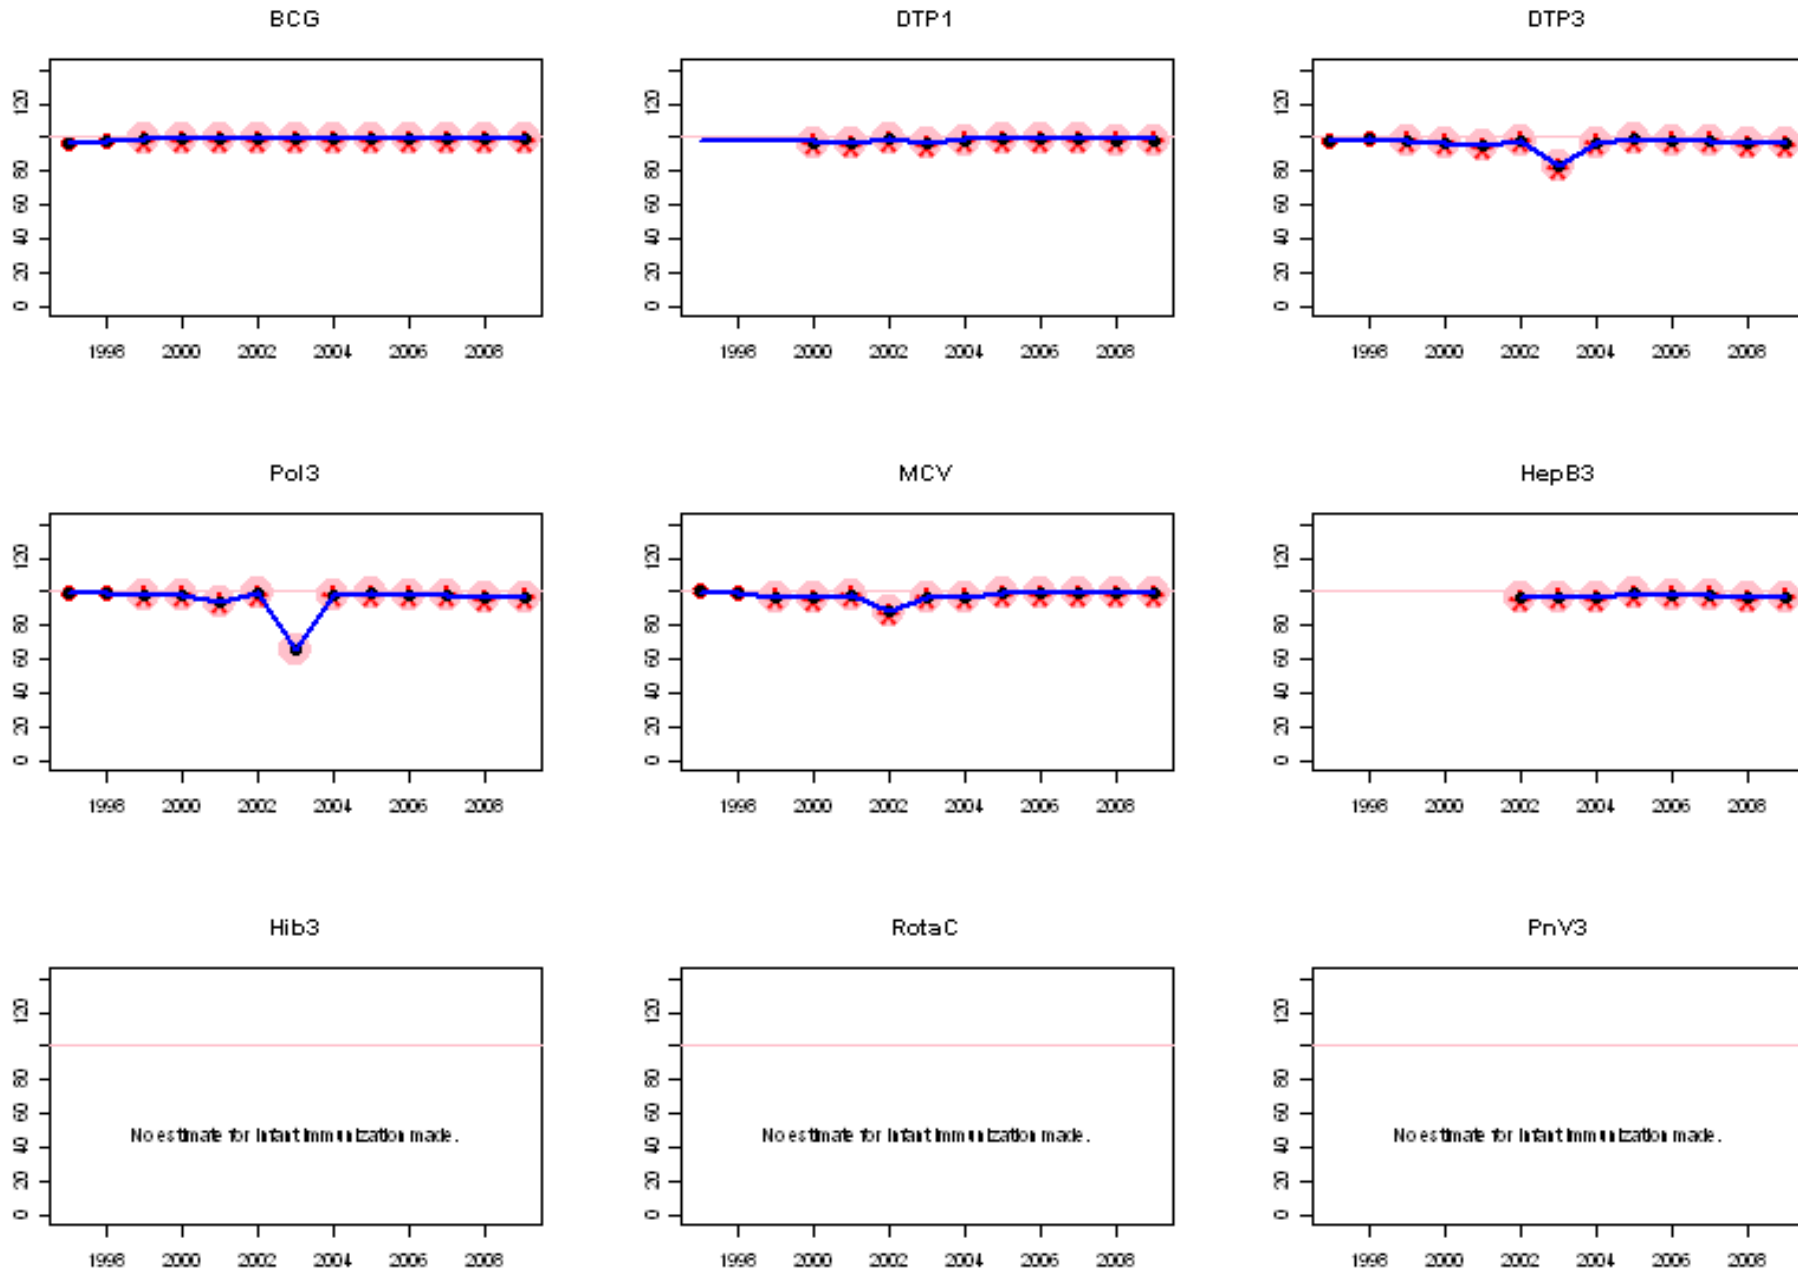 BCG DTP1 DTP3
120 120 120
80 80 80
60 60 60
40 40 40
20 20 20
0 0 0
1998 2000 2002 2004 2006 2008 1998 2000 2002 2004 2006 2008 1998 2000 2002 2004 2006 2008
Pol3 MCV HepB3
120 120 120
80 80 80
60 60 60
40 40 40
20 20 20
0 0 0
1998 2000 2002 2004 2006 2008 1998 2000 2002 2004 2006 2008 1998 2000 2002 2004 2006 2008
Hib3 RotaC PnV3
120 120 120
80 80 80
60 60 60
No estimate for infant immunization made. No estimate for infant immunization made. No estimate for infant immunization made.
40 40 40
20 20 20
0 0 0
1998 2000 2002 2004 2006 2008 1998 2000 2002 2004 2006 2008 1998 2000 2002 2004 2006 2008